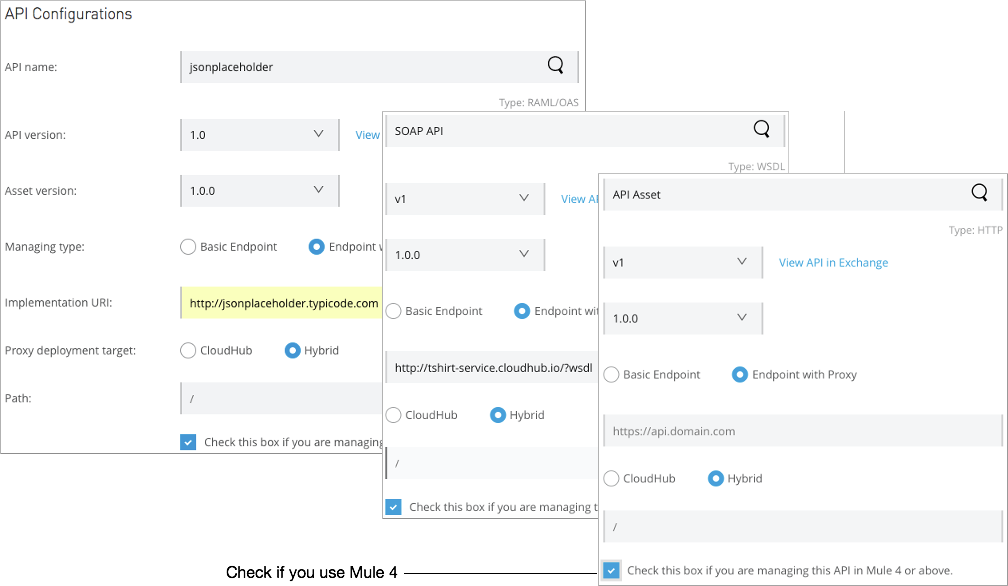 API Configurations
API name:
jsonplaceholder
Type: RAML/OAS
API version:
1.0
View
Asset version:
1.0.0
Managing type:
Basic Endpoint
Endpoint w
Implementation URI:
http://jsonplaceholder.typicode.com
Proxy deployment target:
CloudHub
Hybrid
Path:
/
Check this box if you are managing
SOAP API
Type: WSDL
v1
View AP
1.0.0
Basic Endpoint
Endpoint wit
http://tshirt-service.cloudhub.io/?wsdl
CloudHub
Hybrid
/
Check this box if you are managing t
API Asset
Type: HTTP
v1
View API in Exchange
1.0.0
Basic Endpoint
Endpoint with Proxy
https://api.domain.com
CloudHub
Hybrid
/
Check this box if you are managing this API in Mule 4 or above.
Check if you use Mule 4